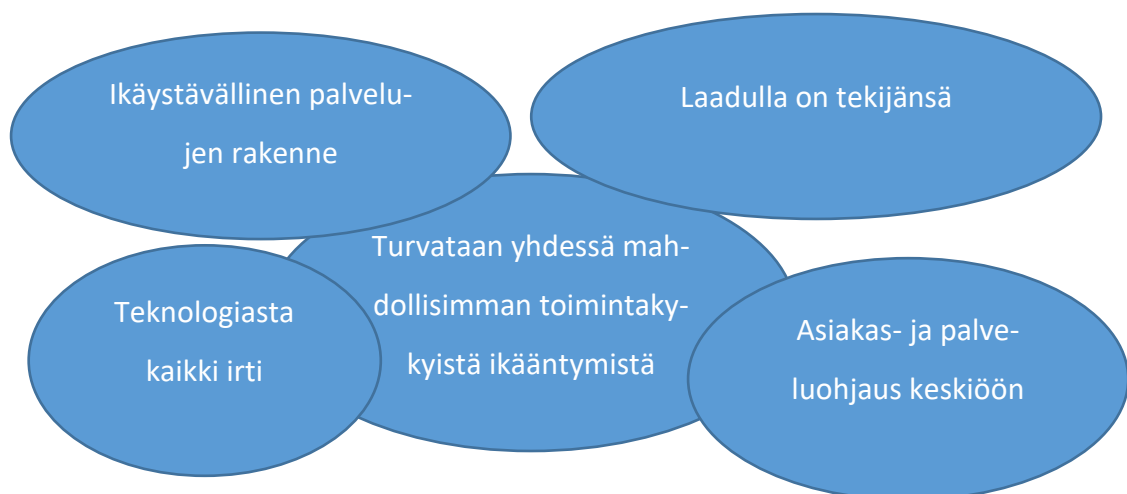 Ikäystävällinen palvelu-
jen rakenne
Laadulla on tekijänsä
Turvataan yhdessä mah-
dollisimman toimintaky-
kyistä ikääntymistä
Teknologiasta
kaikki irti
Asiakas- ja palve-
luohjaus keskiöön